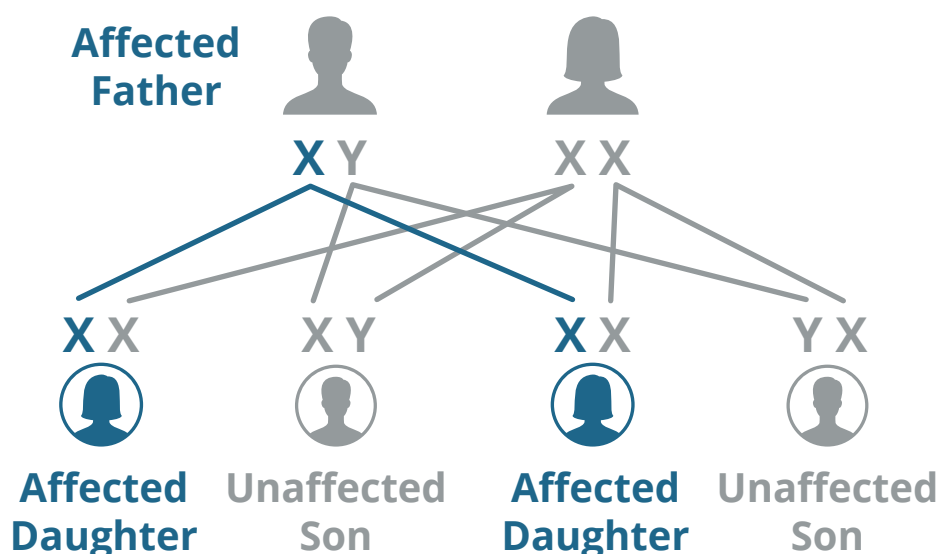 Affected
Father
X Y
X X
X X
X Y
X X
Y X
Affected
Daughter
Unaffected
Son
Affected
Daughter
Unaffected
Son